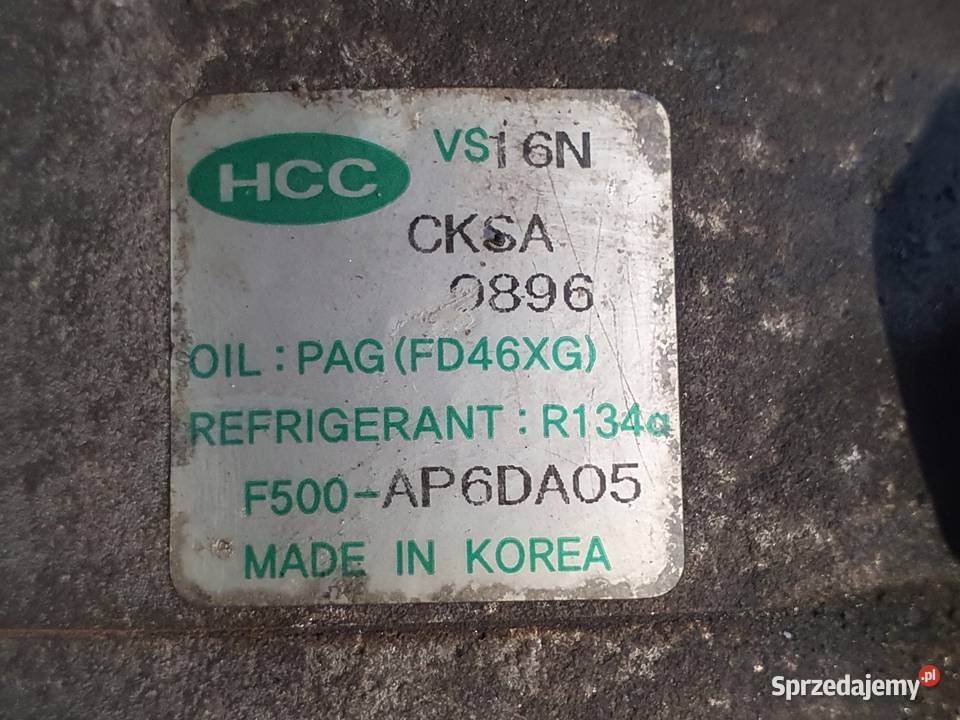 HCC VS16N
CKSA
0896
OIL : PAG (FD46XG)
REFRIGERANT : R134a
F500-AP6DA05
MADE IN KOREA
Sprzedajemy.pl